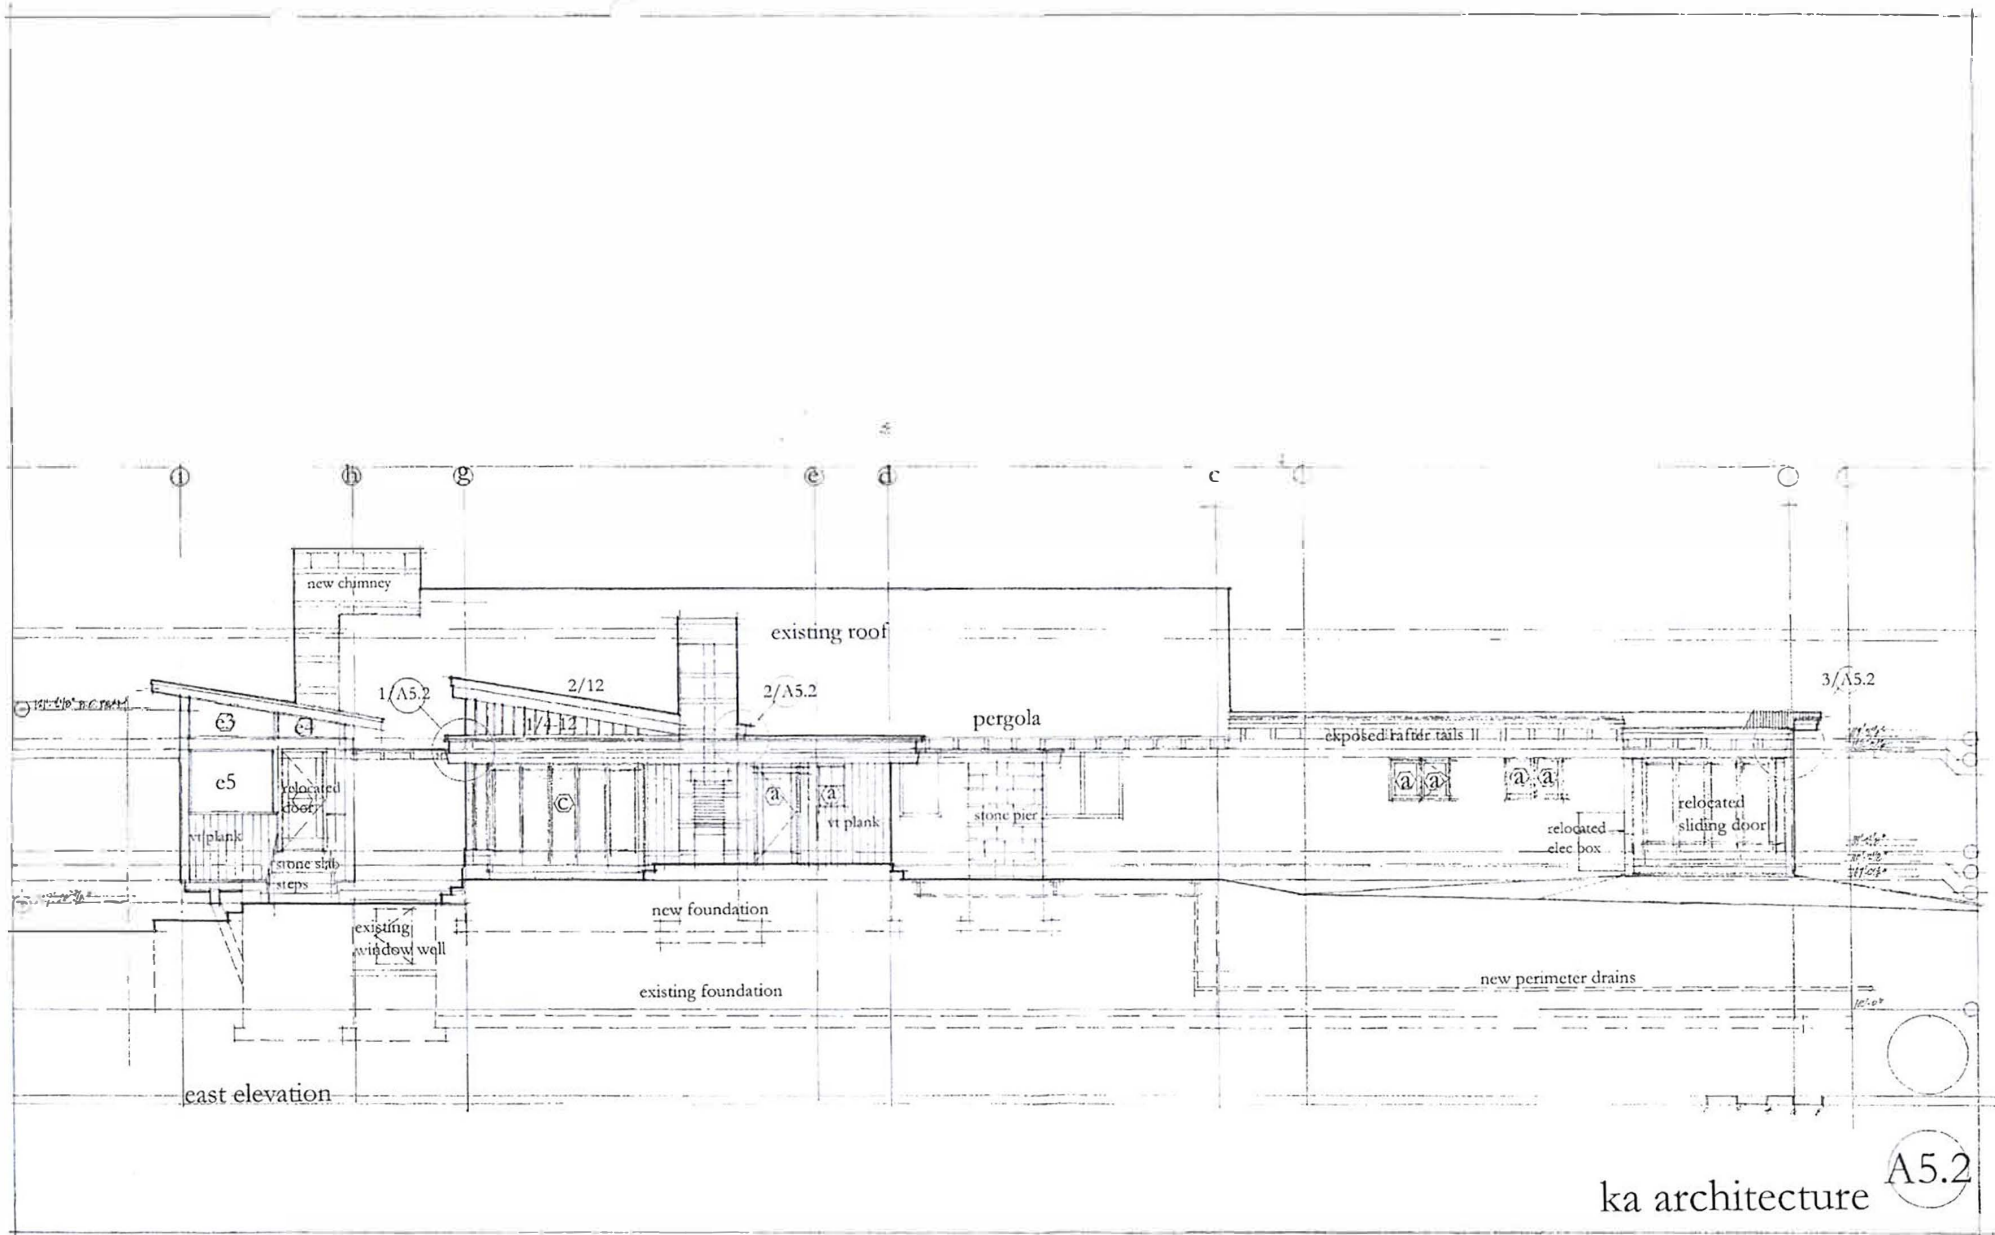 h
g
e
d
c
new chimney
existing roof
1/A5.2
2/12
2/A5.2
3/A5.2
e3
e4
1/4 12
pergola
exposed rafter tails
e5
relocated
door
c
a
a
a
a
a
a
vt plank
vt plank
stone pier
relocated
sliding door
relocated
elec box
stone slab
steps
new foundation
existing
window well
existing foundation
new perimeter drains
east elevation
ka architecture
A5.2